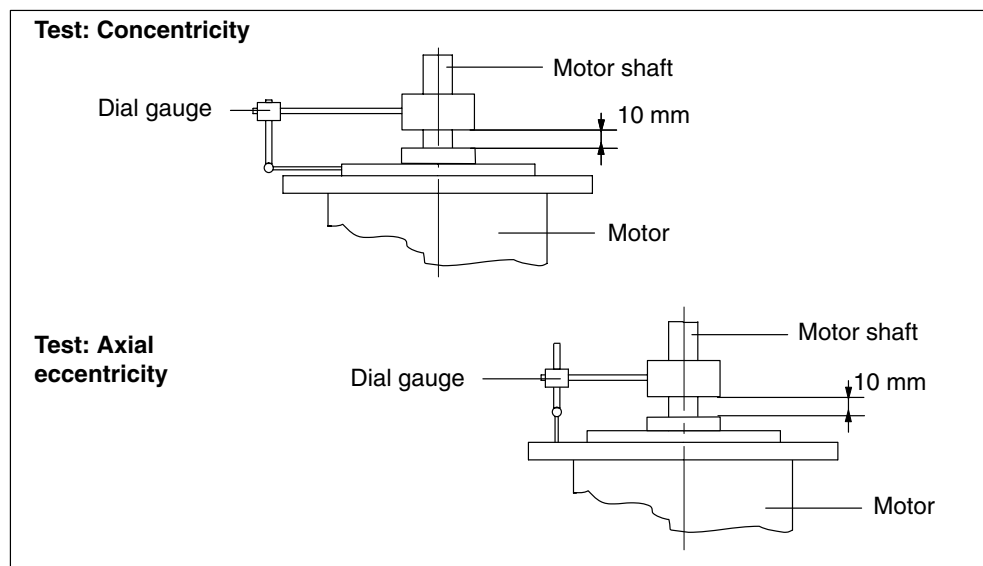 Test: Concentricity
Motor shaft
Dial gauge
10 mm
Motor
Test: Axial
eccentricity
Motor shaft
Dial gauge
10 mm
Motor